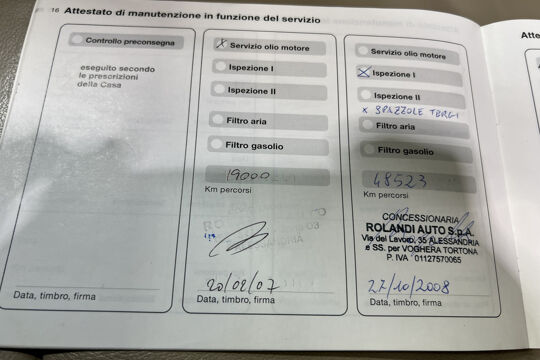 16 Attestato di manutenzione in funzione del servizio
Controllo preconsegna
eseguito secondo
le prescrizioni
della Casa
Data, timbro, firma
x Servizio olio motore
Ispezione I
Ispezione II
Filtro aria
Filtro gasolio
19000
Km percorsi
20/02/07
Data, timbro, firma
Servizio olio motore
x Ispezione I
Ispezione II
x SPAZZOLE TERGI
Filtro aria
Filtro gasolio
48523
Km percorsi
CONCESSIONARIA
ROLANDI AUTO S.p.A.
Via del Lavoro, 35 ALESSANDRIA
e SS. per VOGHERA TORTONA
P. IVA 01127570065
27/10/2008
Data, timbro, firma
Atte